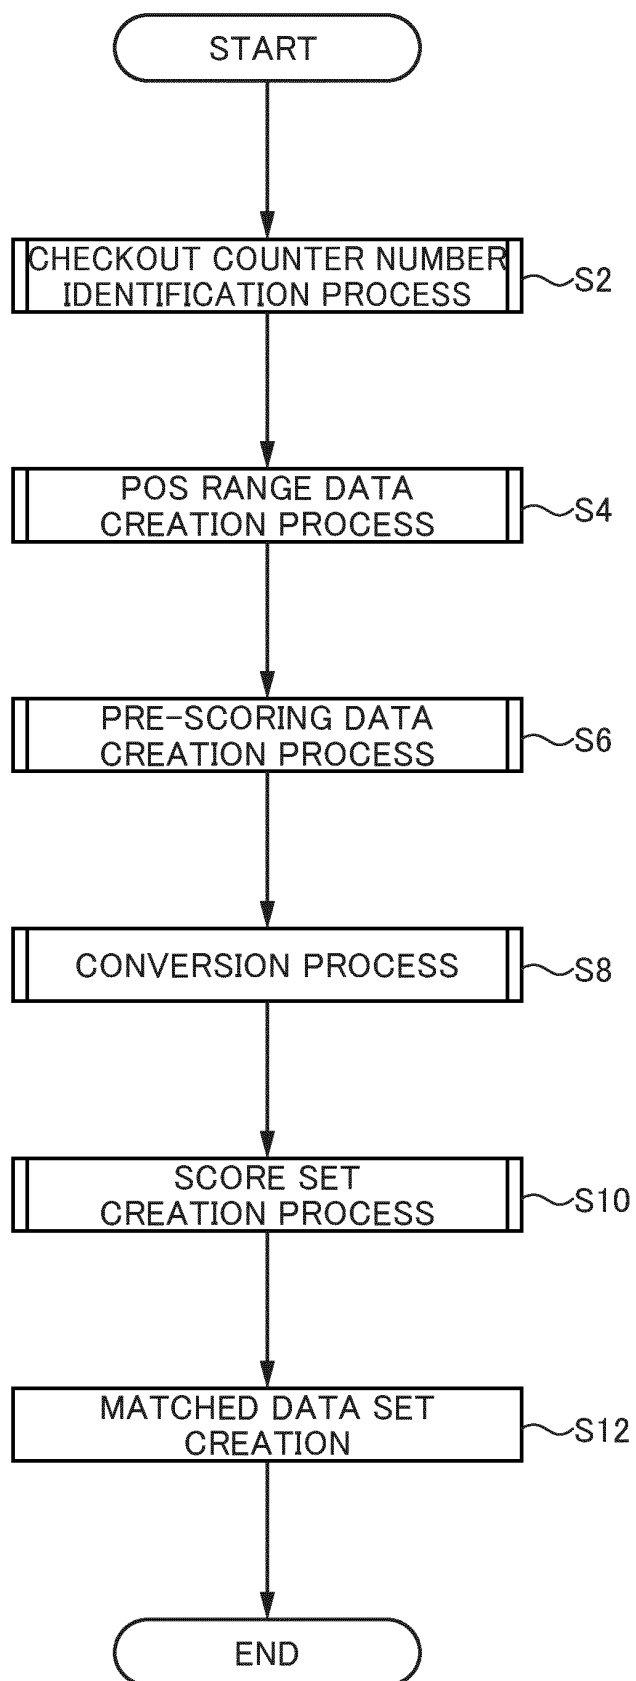 START
CHECKOUT COUNTER NUMBER
IDENTIFICATION PROCESS
S2
POS RANGE DATA
CREATION PROCESS
S4
PRE-SCORING DATA
CREATION PROCESS
S6
CONVERSION PROCESS
S8
SCORE SET
CREATION PROCESS
S10
MATCHED DATA SET
CREATION
S12
END